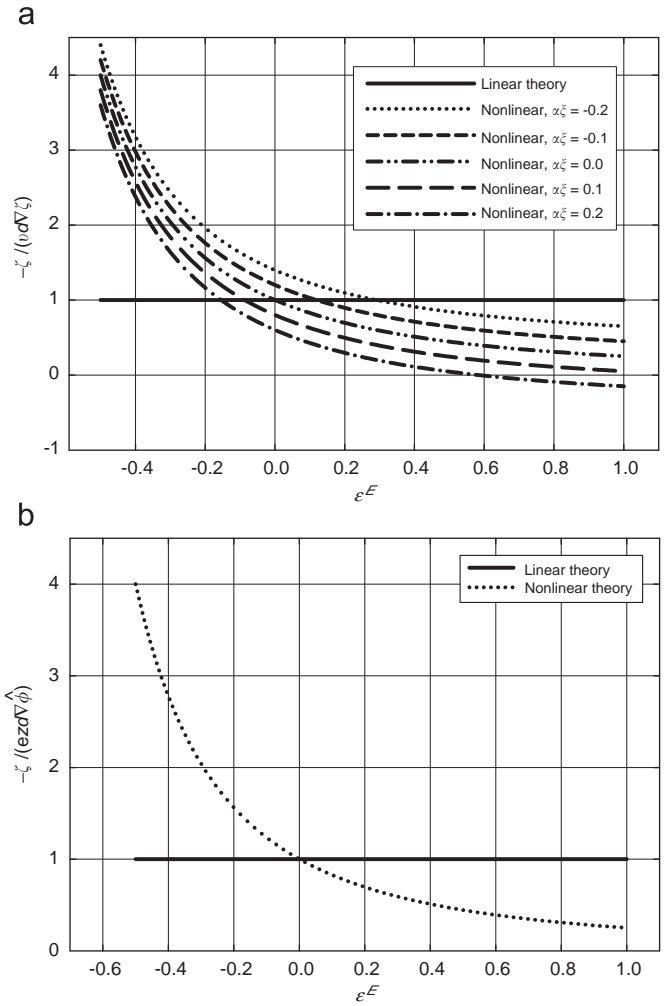 a
4
3
2
1
0
-1
−ζ /(υd∇ζ)
Linear theory
Nonlinear, αξ = -0.2
Nonlinear, αξ = -0.1
Nonlinear, αξ = 0.0
Nonlinear, αξ = 0.1
Nonlinear, αξ = 0.2
-0.4 -0.2 0.0 0.2 0.4 0.6 0.8 1.0
ε^E
b
4
3
2
1
0
−ζ /(ezd∇φ̂)
Linear theory
Nonlinear theory
-0.6 -0.4 -0.2 0.0 0.2 0.4 0.6 0.8 1.0
ε^E